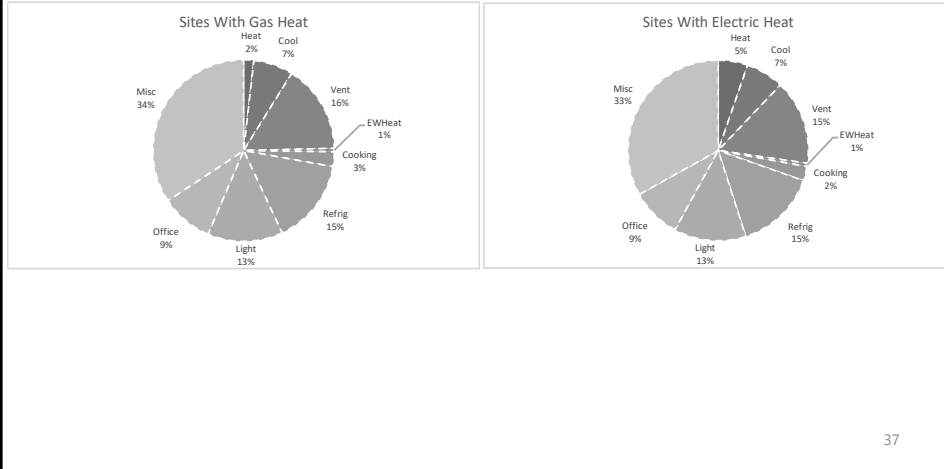 Sites With Gas Heat
Heat
2%
Cool
7%
Vent
16%
EWHeat
1%
Cooking
3%
Refrig
15%
Light
13%
Office
9%
Misc
34%
Sites With Electric Heat
Heat
5%
Cool
7%
Vent
15%
EWHeat
1%
Cooking
2%
Refrig
15%
Light
13%
Office
9%
Misc
33%
37